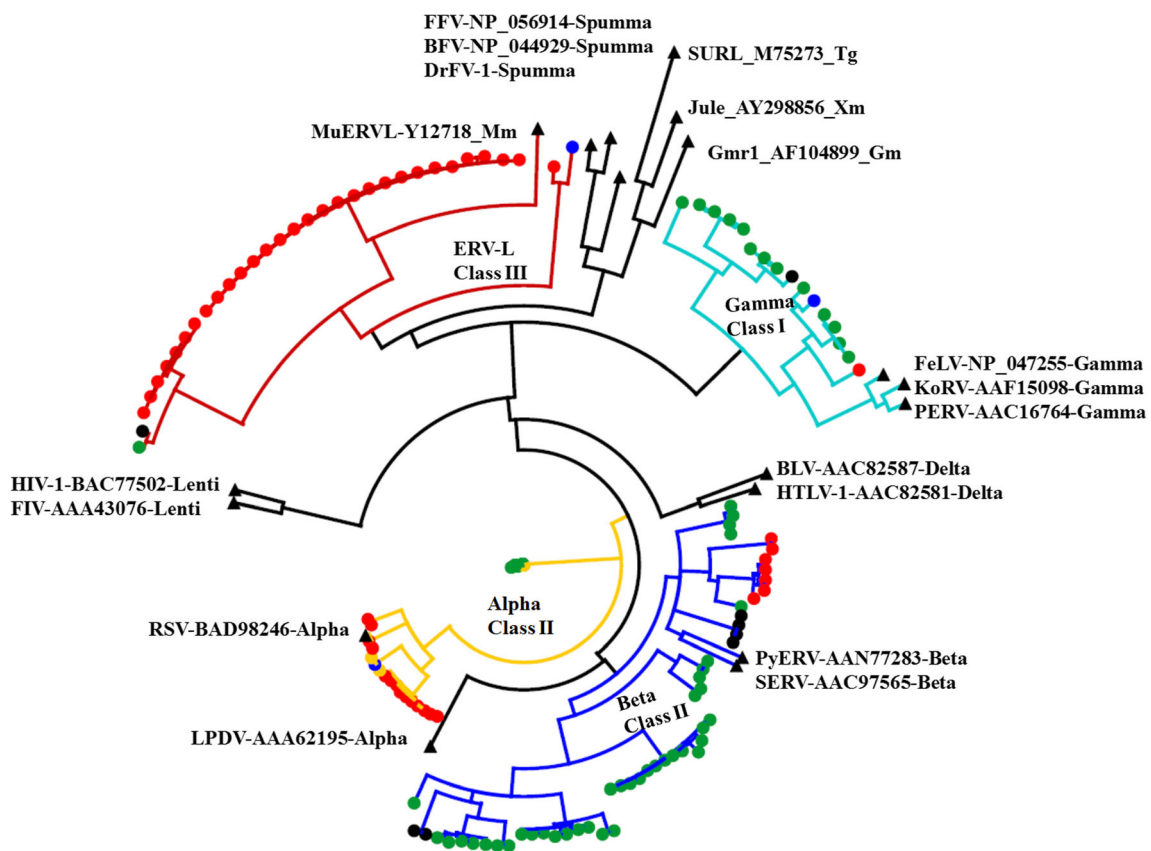 FFV-NP_056914-Spumma
BFV-NP_044929-Spumma
DrFV-1-Spumma
SURL_M75273_Tg
Jule_AY298856_Xm
MuERVL-Y12718_Mm
Gmr1_AF104899_Gm
ERV-L
Class III
Gamma
Class I
FeLV-NP_047255-Gamma
KoRV-AAF15098-Gamma
PERV-AAC16764-Gamma
BLV-AAC82587-Delta
HTLV-1-AAC82581-Delta
HIV-1-BAC77502-Lenti
FIV-AAA43076-Lenti
Alpha
Class II
RSV-BAD98246-Alpha
PyERV-AAN77283-Beta
SERV-AAC97565-Beta
Beta
Class II
LPDV-AAA62195-Alpha